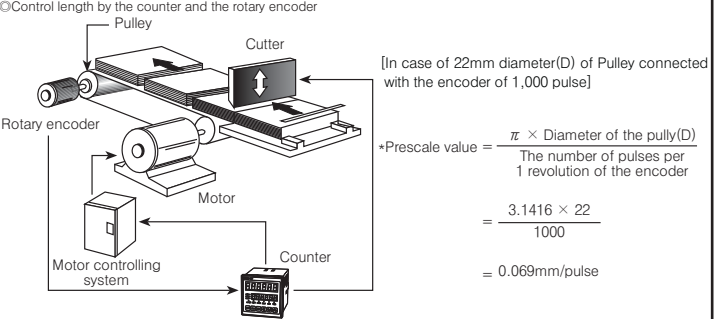 ◎Control length by the counter and the rotary encoder
Pulley
Cutter
Rotary encoder
Motor
Motor controlling
system
Counter
[In case of 22mm diameter(D) of Pulley connected
with the encoder of 1,000 pulse]
*Prescale value = π × Diameter of the pully(D)
The number of pulses per
1 revolution of the encoder
= 3.1416 × 22
1000
= 0.069mm/pulse